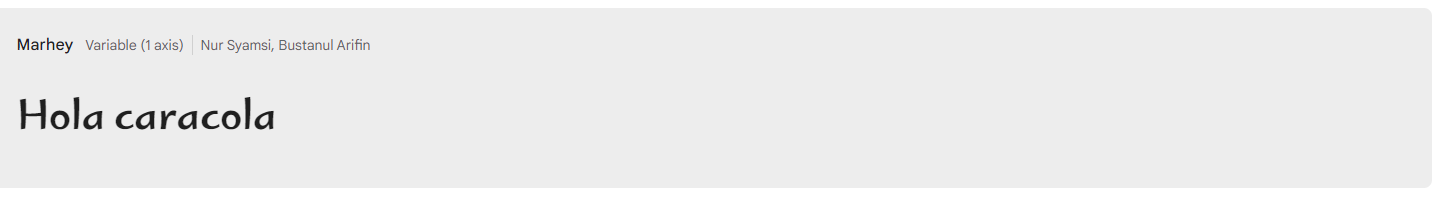 Marhey Variable (1 axis) Nur Syamsi, Bustanul Arifin
Hola caracola